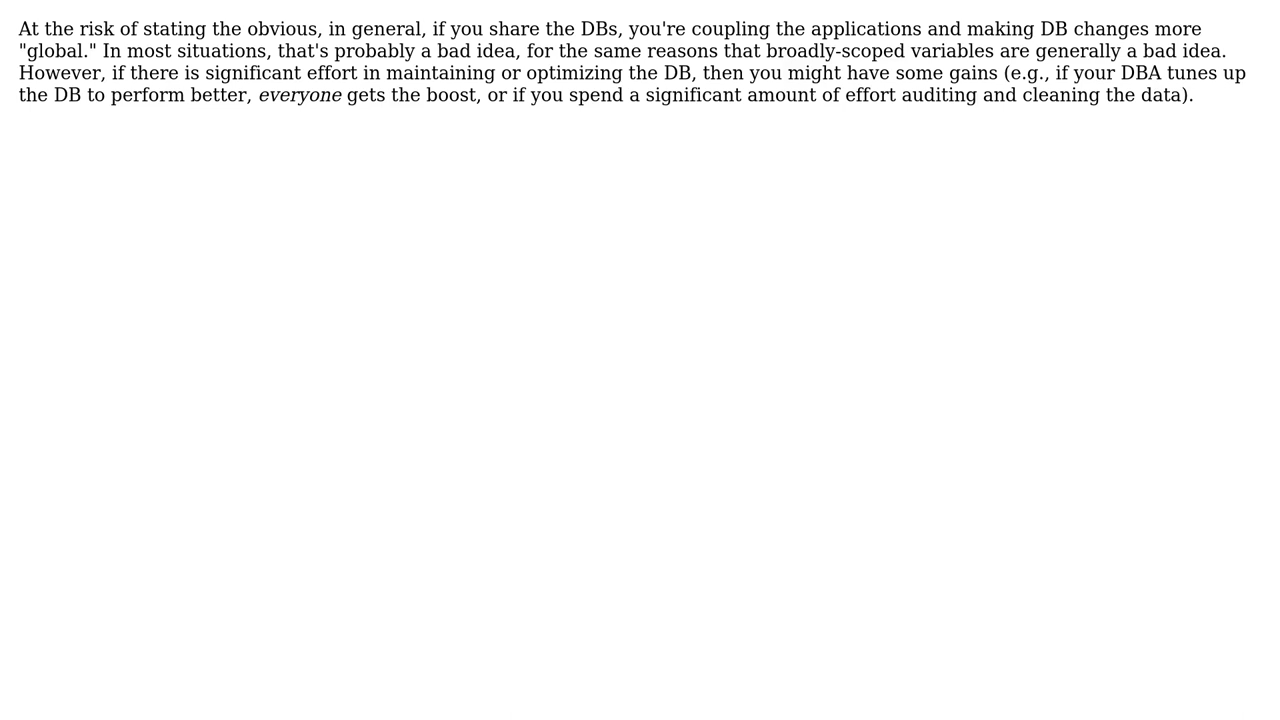 At the risk of stating the obvious, in general, if you share the DBs, you're coupling the applications and making DB changes more
"global." In most situations, that's probably a bad idea, for the same reasons that broadly-scoped variables are generally a bad idea.
However, if there is significant effort in maintaining or optimizing the DB, then you might have some gains (e.g., if your DBA tunes up
the DB to perform better, everyone gets the boost, or if you spend a significant amount of effort auditing and cleaning the data).